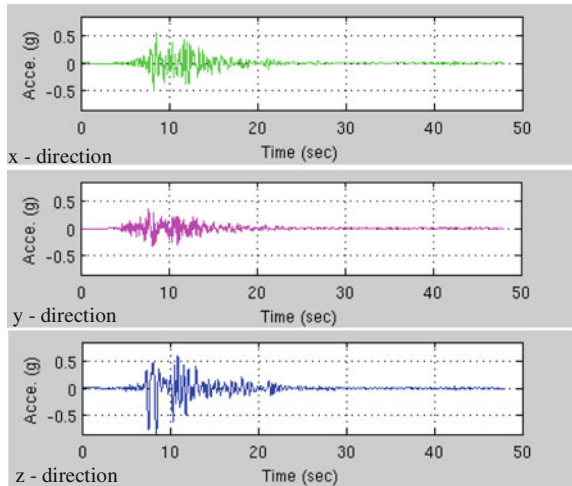 Acce. (g)
0.5
0
-0.5
0 10 20 30 40 50
x - direction
Time (sec)
Acce. (g)
0.5
0
-0.5
0 10 20 30 40 50
y - direction
Time (sec)
Acce. (g)
0.5
0
-0.5
0 10 20 30 40 50
z - direction
Time (sec)